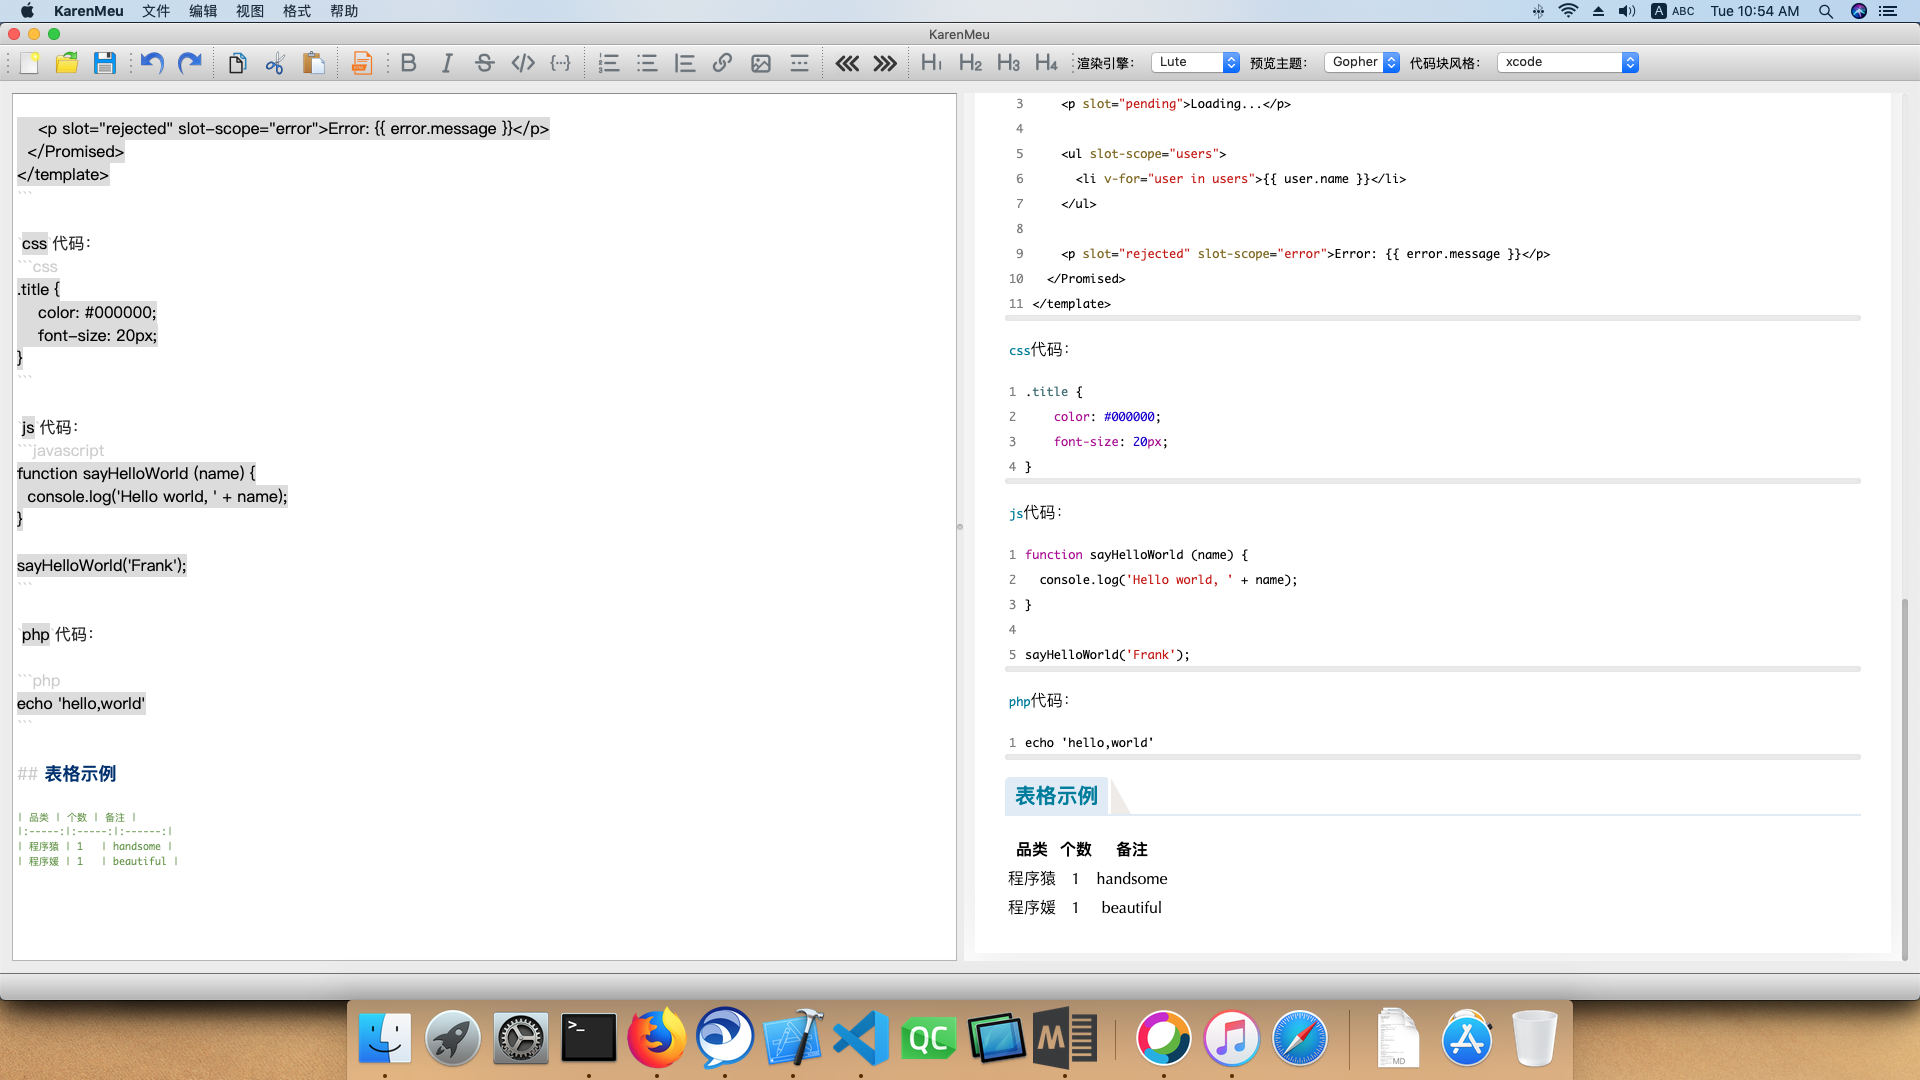 KarenMeu 文件 编辑 视图 格式 帮助 A ABC Tue 10:54 AM
KarenMeu
B I S </> {··} H1 H2 H3 H4 渲染引擎: Lute 预览主题: Gopher 代码块风格: xcode
<p slot="rejected" slot-scope="error">Error: {{ error.message }}</p>
</Promised>
</template>
```
`css`代码:
```css
.title {
color: #000000;
font-size: 20px;
}
```
`js`代码:
```javascript
function sayHelloWorld (name) {
console.log('Hello world, ' + name);
}
sayHelloWorld('Frank');
```
`php`代码:
```php
echo 'hello,world'
```
## 表格示例
| 品类 | 个数 | 备注 |
|:-----:|:-----:|:------:|
| 程序猿 | 1 | handsome |
| 程序媛 | 1 | beautiful |
3 <p slot="pending">Loading...</p>
4
5 <ul slot-scope="users">
6 <li v-for="user in users">{{ user.name }}</li>
7 </ul>
8
9 <p slot="rejected" slot-scope="error">Error: {{ error.message }}</p>
10 </Promised>
11 </template>
css代码:
1 .title {
2 color: #000000;
3 font-size: 20px;
4 }
js代码:
1 function sayHelloWorld (name) {
2 console.log('Hello world, ' + name);
3 }
4
5 sayHelloWorld('Frank');
php代码:
1 echo 'hello,world'
表格示例
品类 个数 备注
程序猿 1 handsome
程序媛 1 beautiful
>_ QC M MD